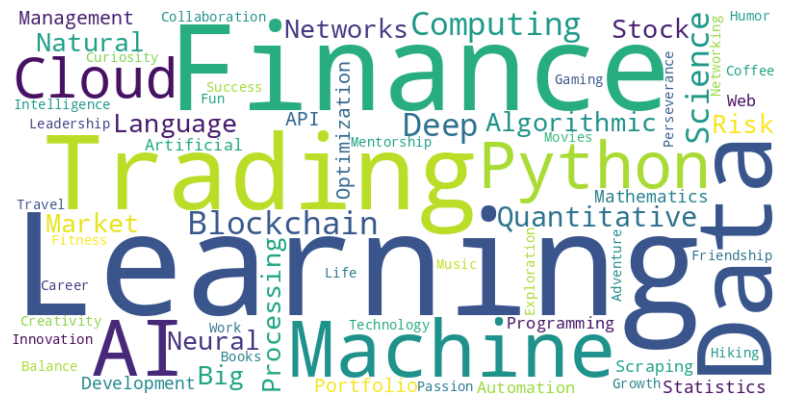 Management
Collaboration
Finance
Networks
Computing
Stock
Science
Networking
Humor
Natural
Curiosity
Cloud
Success
Fun
Gaming
Perseverance
Coffee
Intelligence
Web
Leadership
Language
API
Optimization
Deep
Algorithmic
Risk
Artificial
Mentorship
Movies
Trading
Python
Data
Travel
Mathematics
Market
Blockchain
Quantitative
Fitness
Learning
Processing
Exploration
Adventure
Friendship
Music
Life
Career
Creativity
Work
Technology
Programming
Innovation
AI
Neural
Machine
Books
Hiking
Balance
Development
Big
Portfolio
Passion
Automation
Scraping
Growth
Statistics